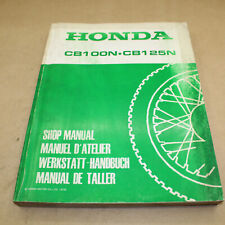 HONDA
CB100N·CB125N
SHOP MANUAL
MANUEL D'ATELIER
WERKSTATT-HANDBUCH
MANUAL DE TALLER